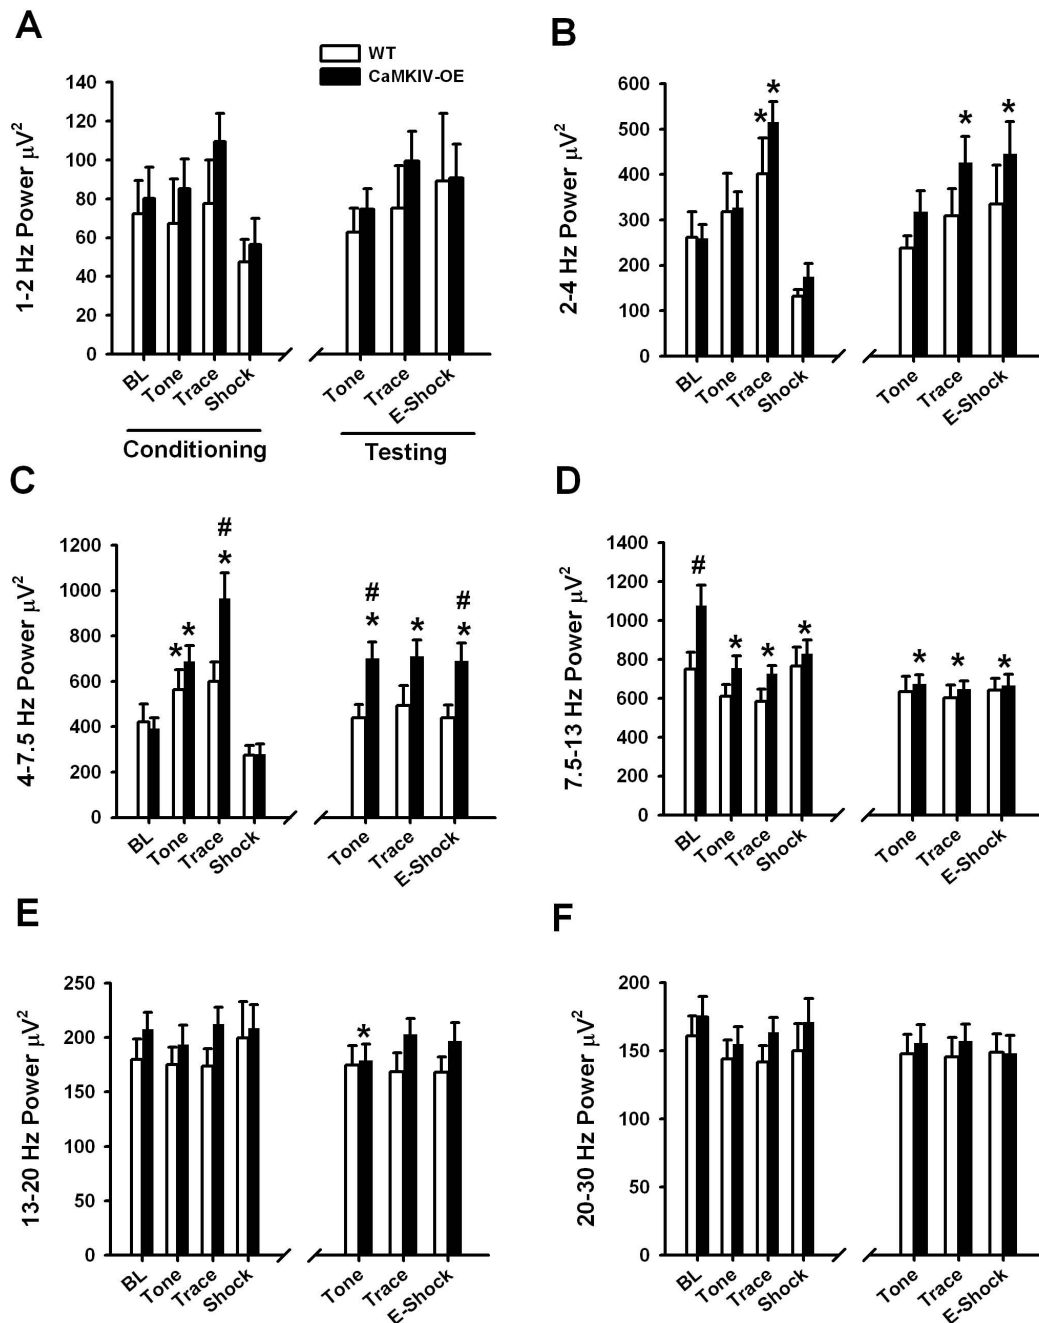 A
WT
CaMKIV-OE
1-2 Hz Power µV²
140
120
100
80
60
40
20
0
BL
Tone
Trace
Shock
Tone
Trace
E-Shock
Conditioning
Testing
B
2-4 Hz Power µV²
600
500
400
300
200
100
0
* * * *
BL
Tone
Trace
Shock
Tone
Trace
E-Shock
C
4-7.5 Hz Power µV²
1200
1000
800
600
400
200
0
# # #
* * * * * *
BL
Tone
Trace
Shock
Tone
Trace
E-Shock
D
7.5-13 Hz Power µV²
1400
1200
1000
800
600
400
200
0
#
* * * * * *
BL
Tone
Trace
Shock
Tone
Trace
E-Shock
E
13-20 Hz Power µV²
250
200
150
100
50
0
*
BL
Tone
Trace
Shock
Tone
Trace
E-Shock
F
20-30 Hz Power µV²
200
150
100
50
0
BL
Tone
Trace
Shock
Tone
Trace
E-Shock